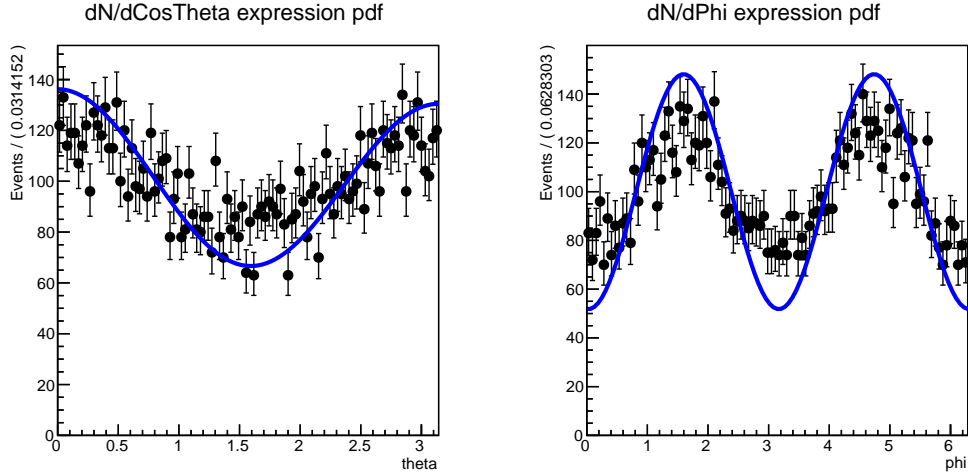 dN/dCosTheta expression pdf
Events / ( 0.0314152 )
140
120
100
80
60
40
20
0
0 0.5 1 1.5 2 2.5 3
theta
dN/dPhi expression pdf
Events / ( 0.0628303 )
140
120
100
80
60
40
20
0
0 1 2 3 4 5 6
phi